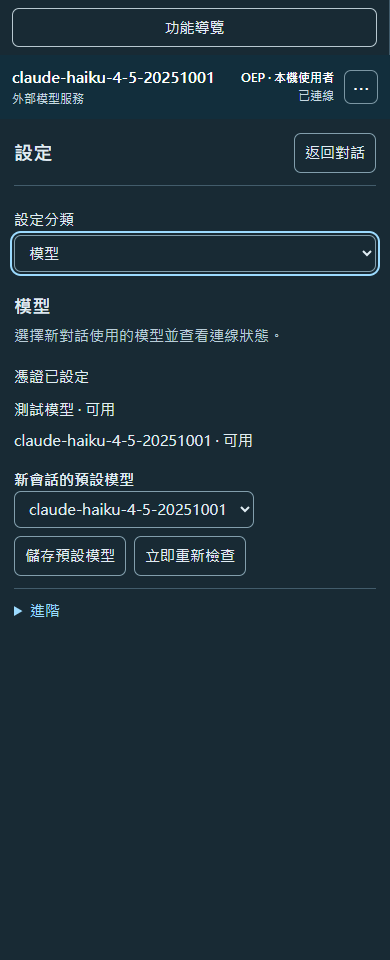 功能導覽
claude-haiku-4-5-20251001
OEP · 本機使用者
外部模型服務
已連線
...
設定
返回對話
設定分類
模型
模型
選擇新對話使用的模型並查看連線狀態。
憑證已設定
測試模型 · 可用
claude-haiku-4-5-20251001 · 可用
新會話的預設模型
claude-haiku-4-5-20251001
儲存預設模型
立即重新檢查
進階